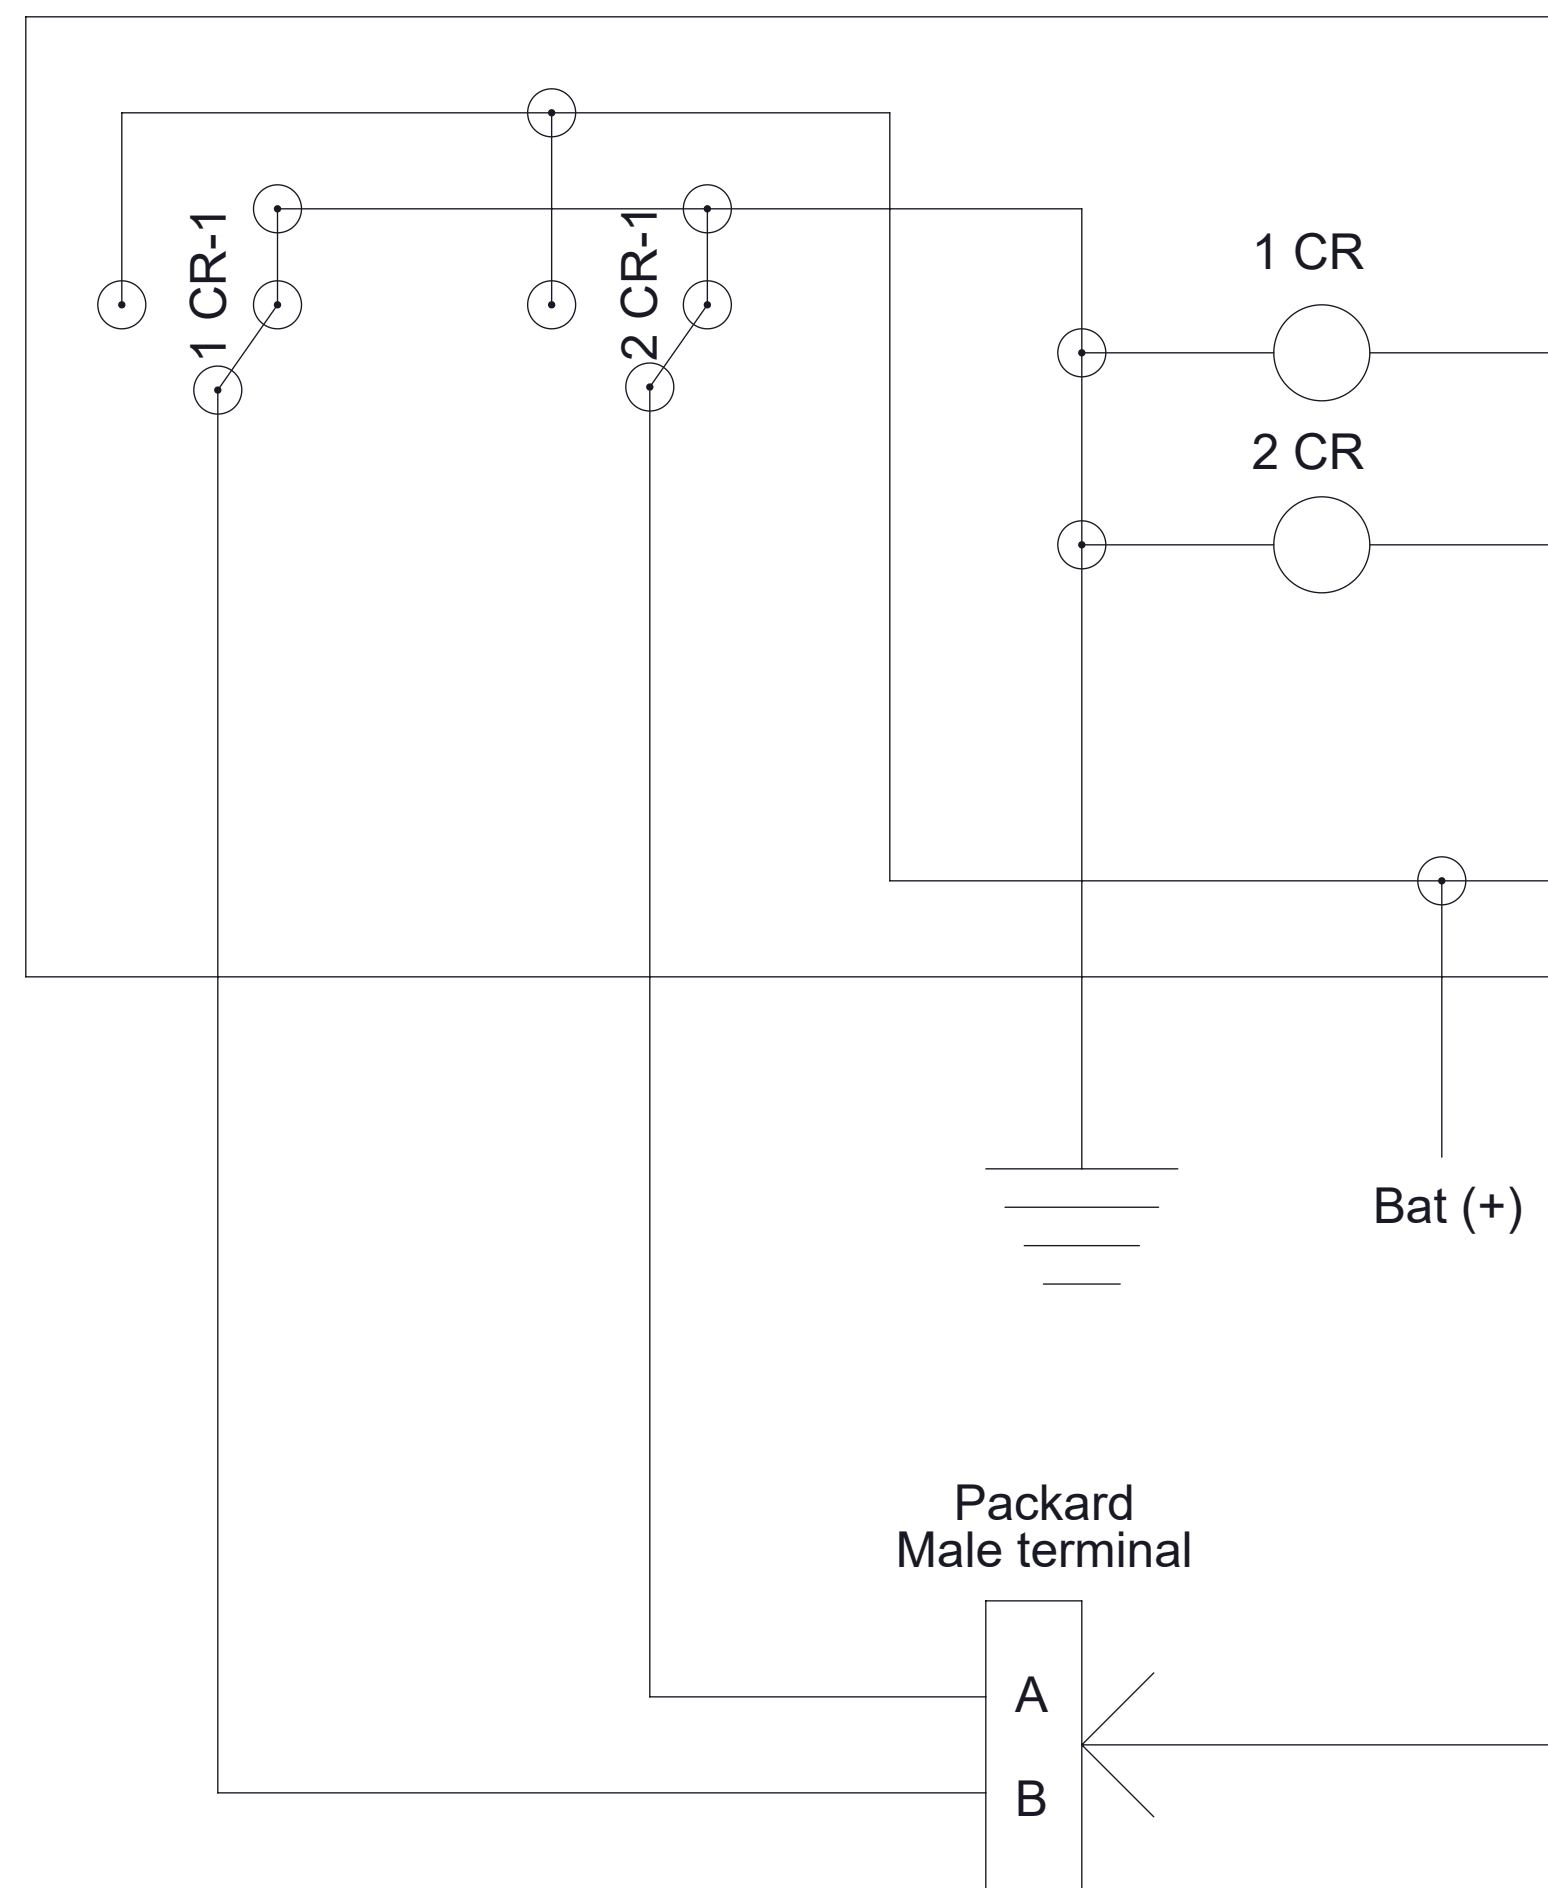 1 CR-1
2 CR-1
1 CR
2 CR
Bat (+)
Packard
Male terminal
A
B